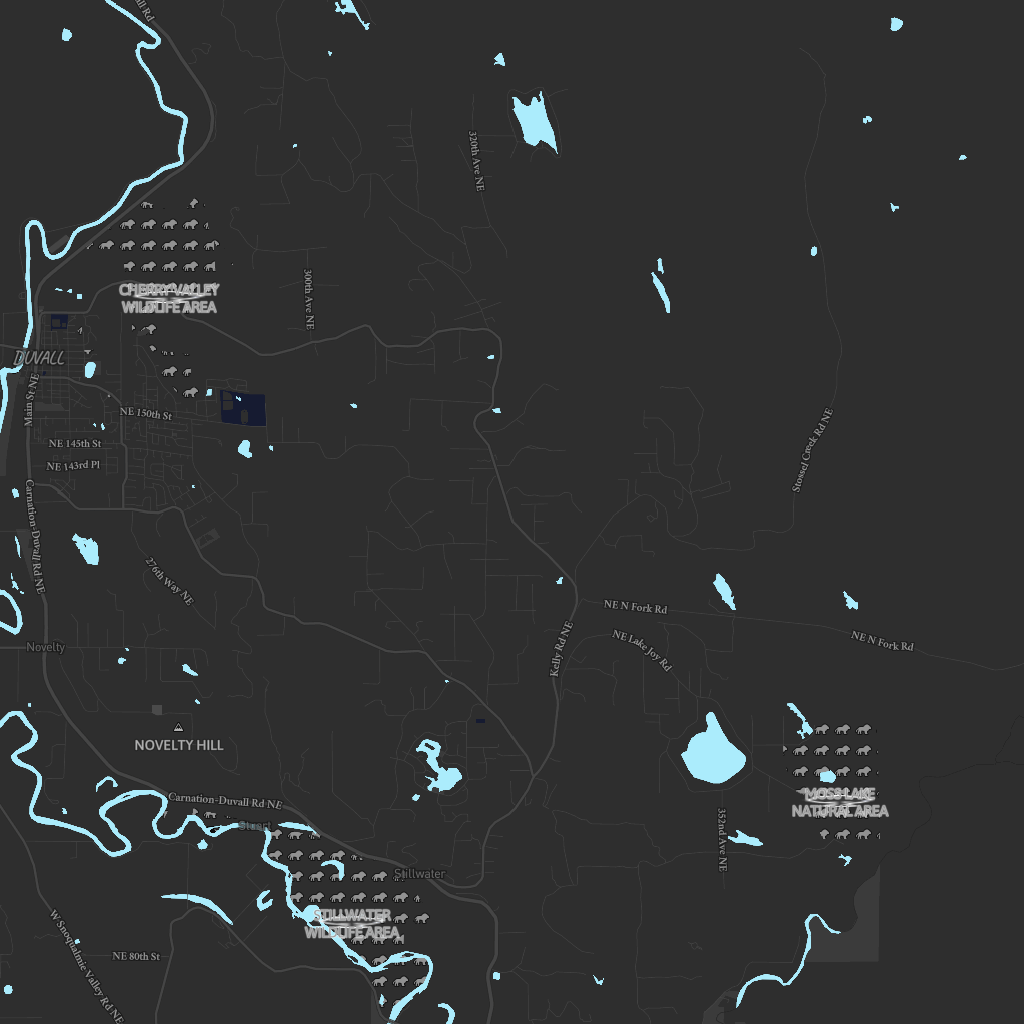 320th Ave NE
CHERRY VALLEY
WILDLIFE AREA
300th Ave NE
DUVALL
Main St NE
NE 150th St
NE 145th St
NE 143rd Pl
Stossel Creek Rd NE
Carnation-Duvall Rd NE
276th Way NE
NE N Fork Rd
NE N Fork Rd
NE Lake Joy Rd
Kelly Rd NE
Novelty
NOVELTY HILL
Carnation-Duvall Rd NE
MOSS LAKE
NATURAL AREA
352nd Ave NE
Stuart
Stillwater
STILLWATER
WILDLIFE AREA
W Snoqualmie Valley Rd NE
NE 80th St